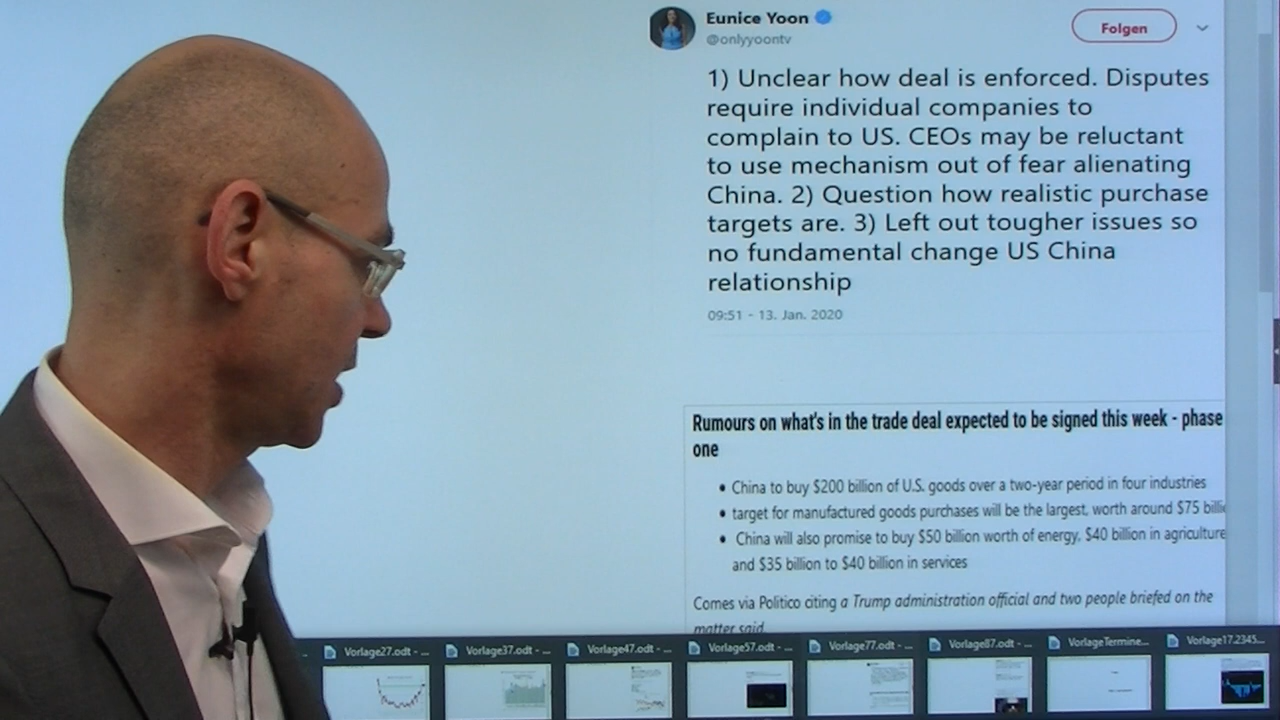 Eunice Yoon
@onlyyoontv
Folgen
1) Unclear how deal is enforced. Disputes
require individual companies to
complain to US. CEOs may be reluctant
to use mechanism out of fear alienating
China. 2) Question how realistic purchase
targets are. 3) Left out tougher issues so
no fundamental change US China
relationship
09:51 - 13. Jan. 2020
Rumours on what's in the trade deal expected to be signed this week - phase
one
• China to buy $200 billion of U.S. goods over a two-year period in four industries
• target for manufactured goods purchases will be the largest, worth around $75 billi
• China will also promise to buy $50 billion worth of energy, $40 billion in agriculture
and $35 billion to $40 billion in services
Comes via Politico citing a Trump administration official and two people briefed on the
matter said
Vorlage27.odt - ...
Vorlage37.odt - ...
Vorlage47.odt - ...
Vorlage57.odt - ...
Vorlage77.odt - ...
Vorlage87.odt - ...
VorlageTermine...
Vorlage17.2345...